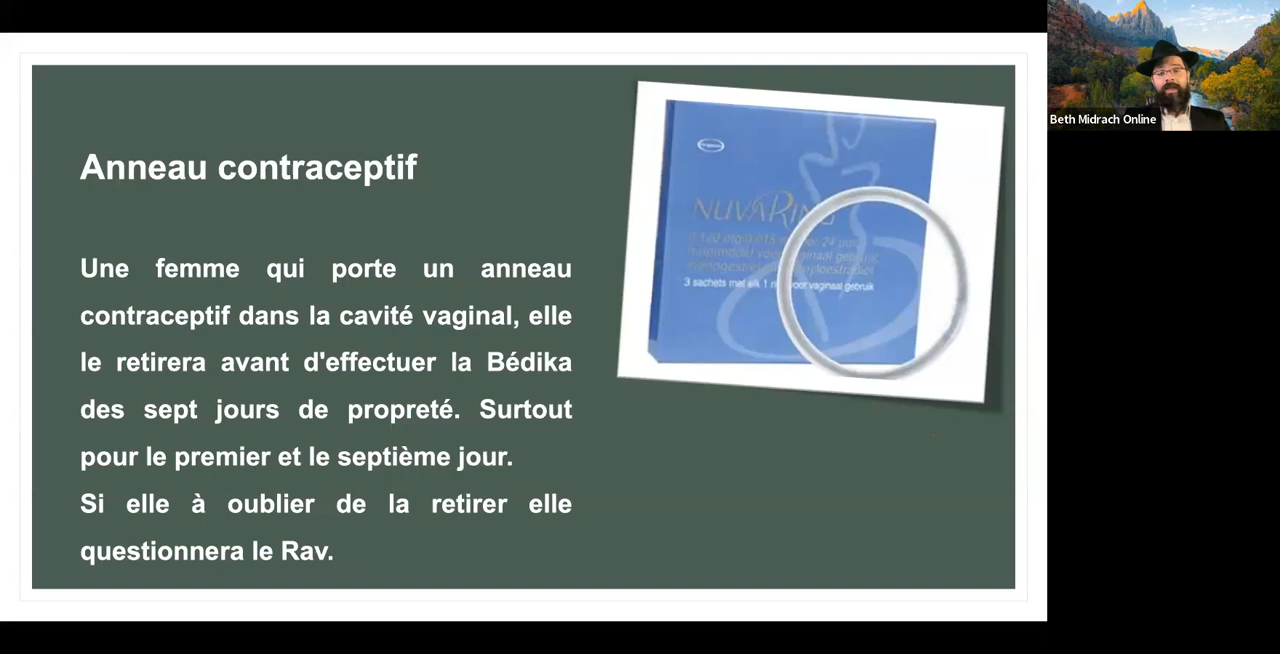 Anneau contraceptif
Une femme qui porte un anneau
contraceptif dans la cavité vaginal, elle
le retirera avant d'effectuer la Bédika
des sept jours de propreté. Surtout
pour le premier et le septième jour.
Si elle à oublier de la retirer elle
questionnera le Rav.
NUVARING
3 sachets met elk 1 voor vaginaal gebruik
Beth Midrach Online